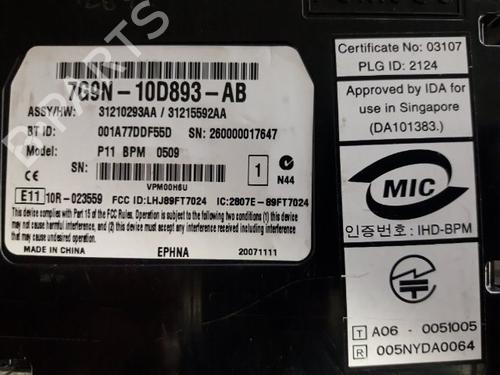 7G9N-10D893-AB
ASSY/HW: 31210293AA / 31215592AA
BT ID: 001A77DDF55D SN: 260000017647
Model: P11 BPM 0509
SN:
1
N44
VPM00H6U
CE
E11 10R-023559 FCC ID:LHJ89FT7024 IC:2807E-89FT7024
This device complies with Part 15 of the FCC Rules. Operation is subject to the following
two conditions: (1) this device may not cause harmful interference, and (2) this device must accept any interference received including
interference that may cause undesired operation.
EPHNA
MADE IN CHINA 20071111
Certificate No: 03107
PLG ID: 2124
Approved by IDA for
use in Singapore
(DA101383.)
MIC
인증번호: IHD-BPM
T A06 - 0051005
R 005NYDA0064
B PARTS